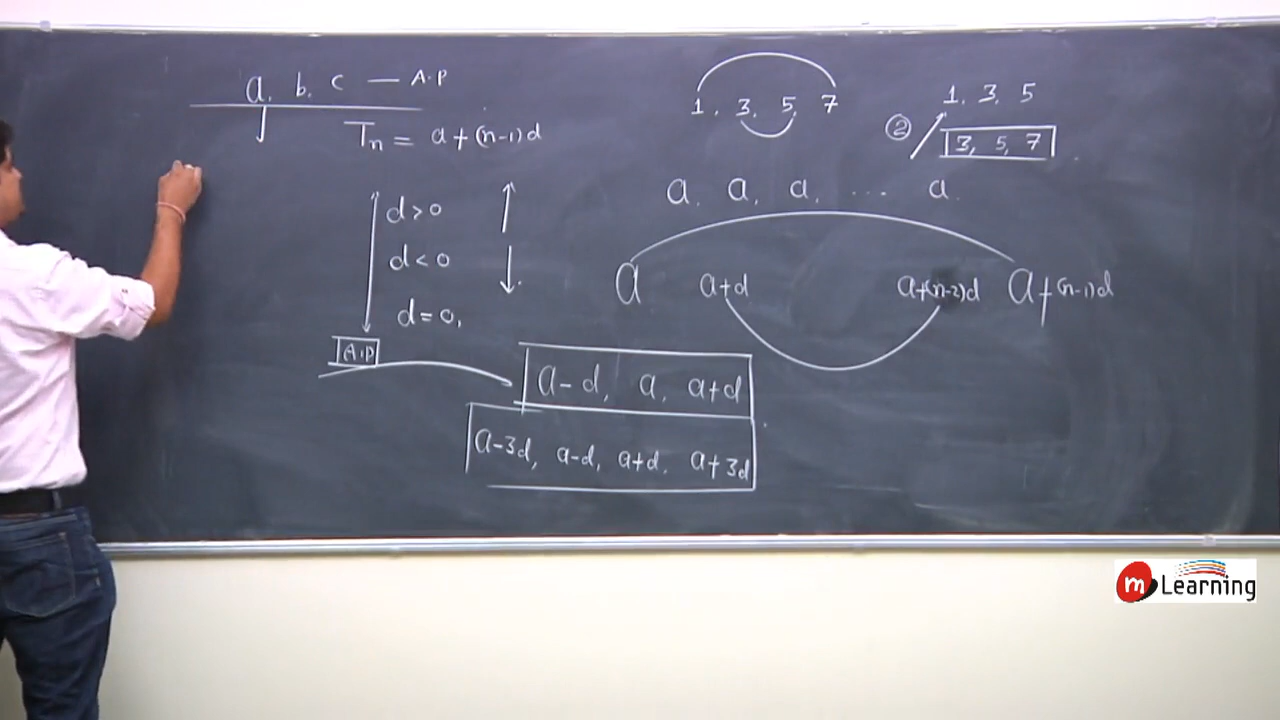 a, b, c — A.P
Tn = a+(n-1)d
d>0 ↑
d<0 ↓
d=0,
A.P
a-d, a, a+d
a-3d, a-d, a+d, a+3d
1, 3, 5, 7
a, a, a, ... a
a a+d a+(n-2)d a+(n-1)d
② 1, 3, 5
3, 5, 7
m Learning